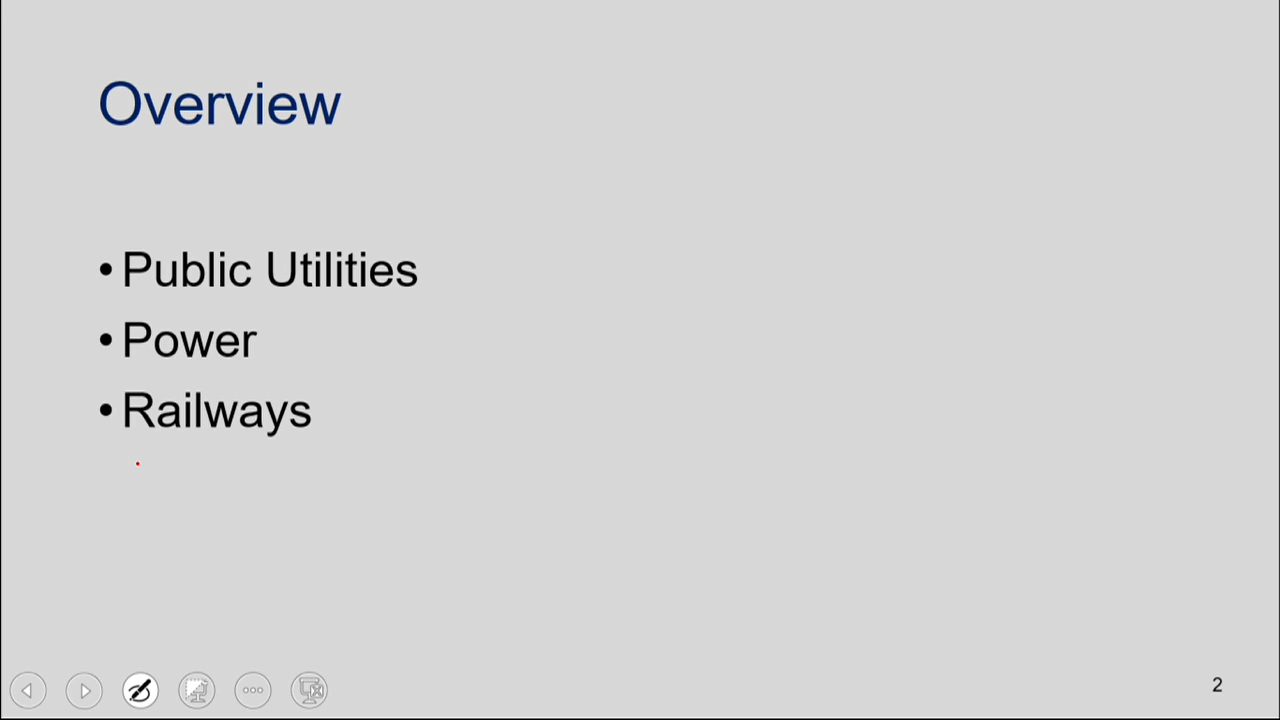 Overview
• Public Utilities
• Power
• Railways
2